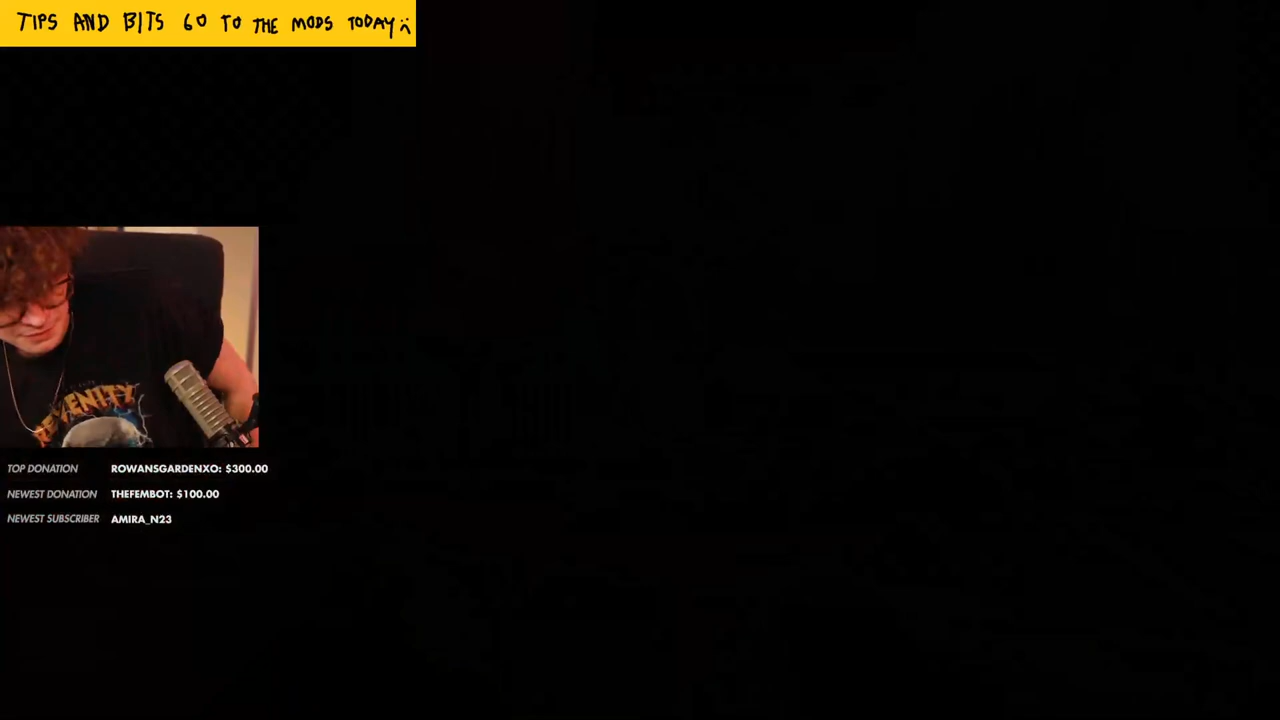 TIPS AND BITS GO TO THE MODS TODAY :(
SERENITY
TOP DONATION ROWANSGARDENXO: $300.00
NEWEST DONATION THEFEMBOT: $100.00
NEWEST SUBSCRIBER AMIRA_N23